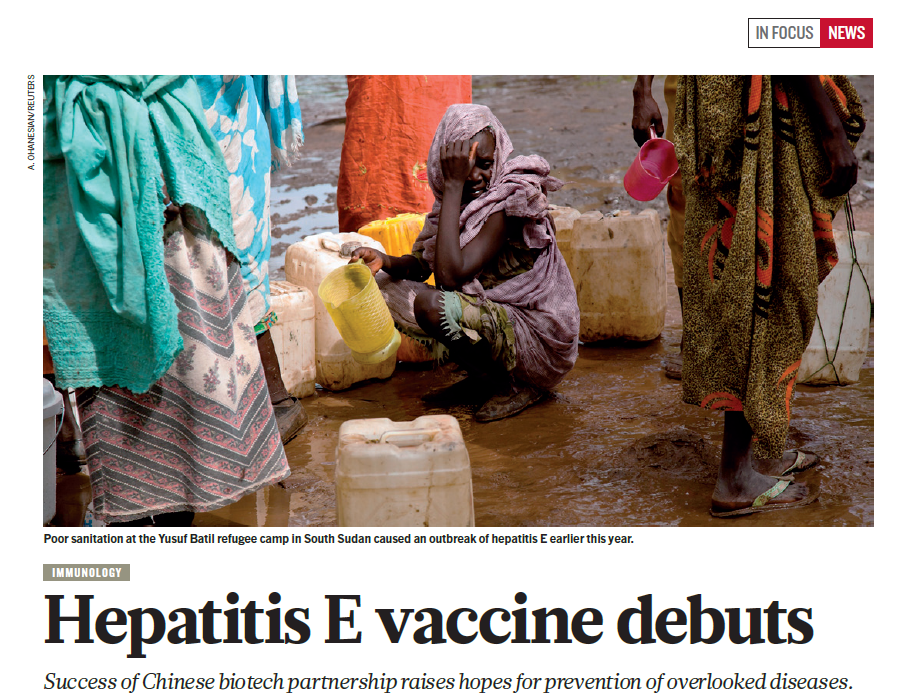 IN FOCUS NEWS
A. OHANESIAN/REUTERS
Poor sanitation at the Yusuf Batil refugee camp in South Sudan caused an outbreak of hepatitis E earlier this year.
IMMUNOLOGY
Hepatitis E vaccine debuts
Success of Chinese biotech partnership raises hopes for prevention of overlooked diseases.